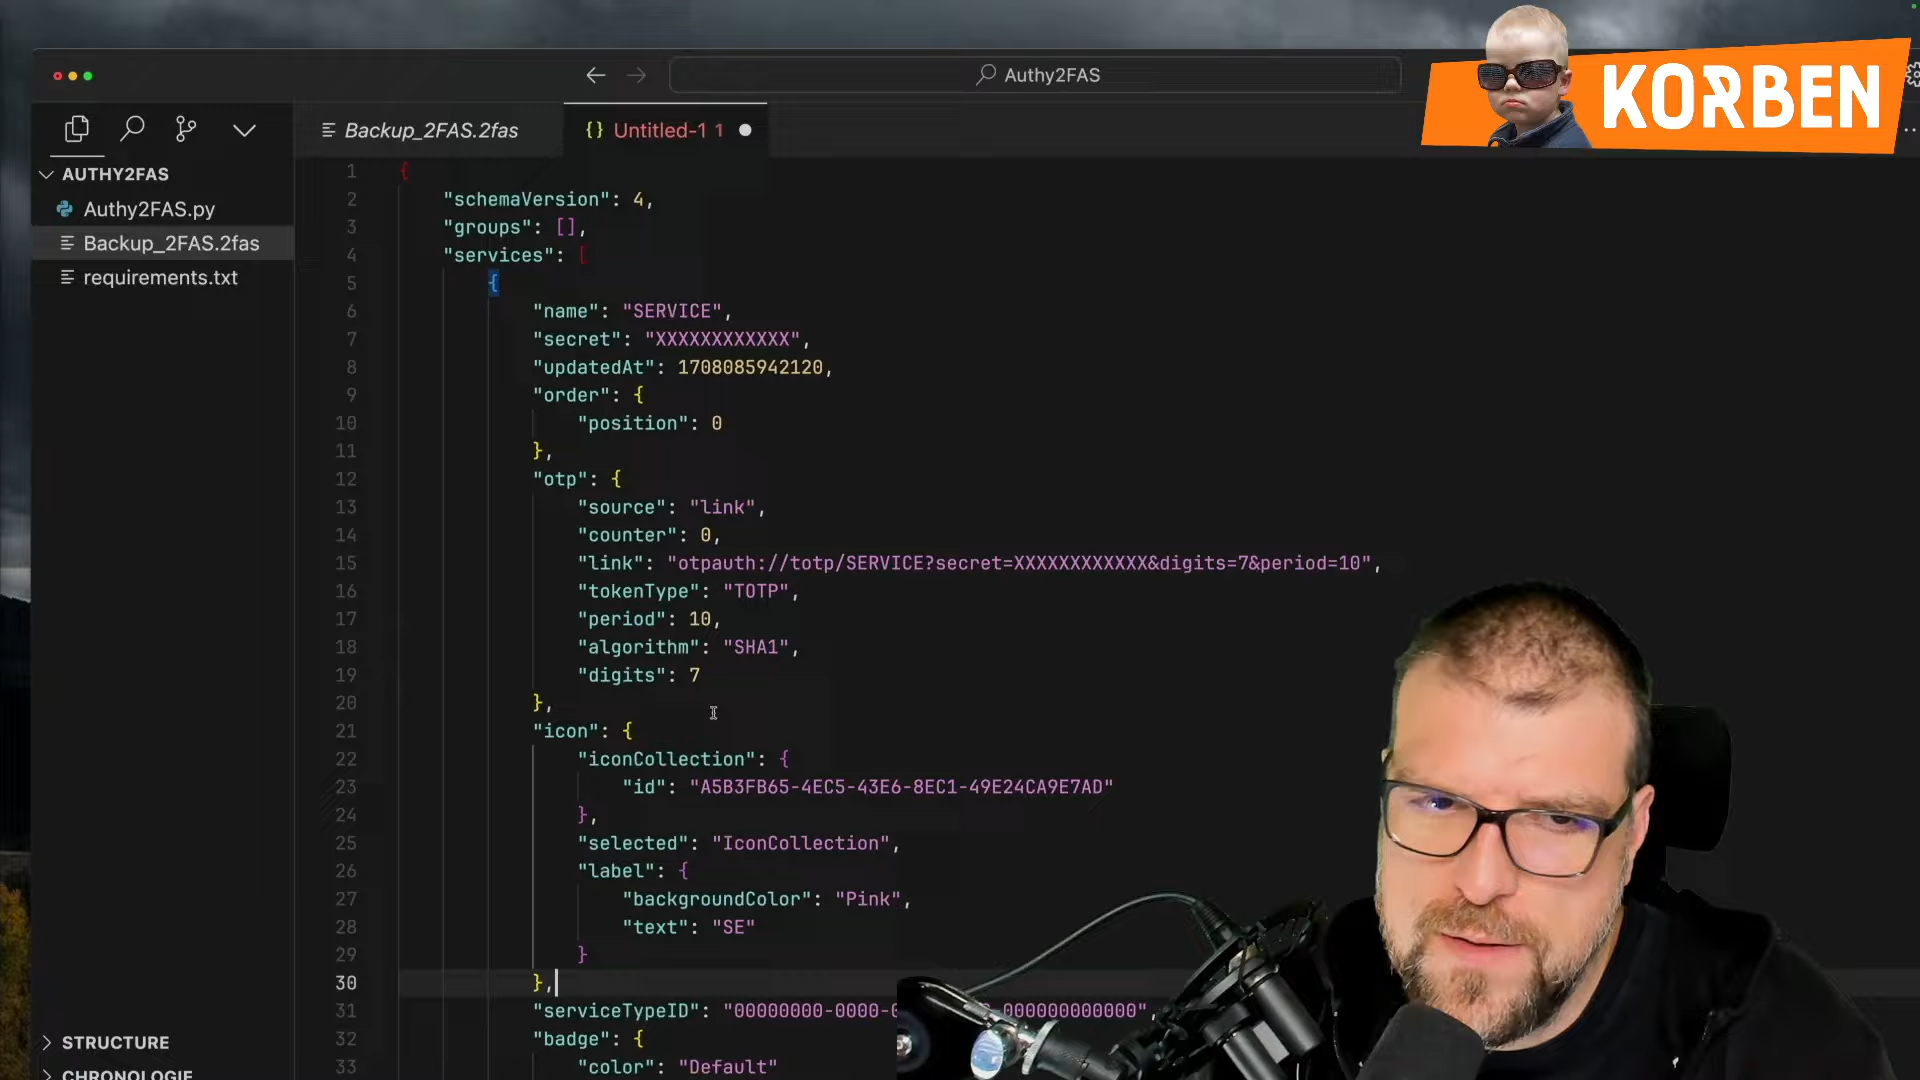 Authy2FAS
KORBEN
Backup_2FAS.2fas
{} Untitled-1 1
AUTHY2FAS
Authy2FAS.py
Backup_2FAS.2fas
requirements.txt
STRUCTURE
CHRONOLOGIE
1 {
2 "schemaVersion": 4,
3 "groups": [],
4 "services": [
5 {
6 "name": "SERVICE",
7 "secret": "XXXXXXXXXXXX",
8 "updatedAt": 1708085942120,
9 "order": {
10 "position": 0
11 },
12 "otp": {
13 "source": "link",
14 "counter": 0,
15 "link": "otpauth://totp/SERVICE?secret=XXXXXXXXXXXX&digits=7&period=10",
16 "tokenType": "TOTP",
17 "period": 10,
18 "algorithm": "SHA1",
19 "digits": 7
20 },
21 "icon": {
22 "iconCollection": {
23 "id": "A5B3FB65-4EC5-43E6-8EC1-49E24CA9E7AD"
24 },
25 "selected": "IconCollection",
26 "label": {
27 "backgroundColor": "Pink",
28 "text": "SE"
29 }
30 },
31 "serviceTypeID": "00000000-0000- 000000000000",
32 "badge": {
33 "color": "Default"